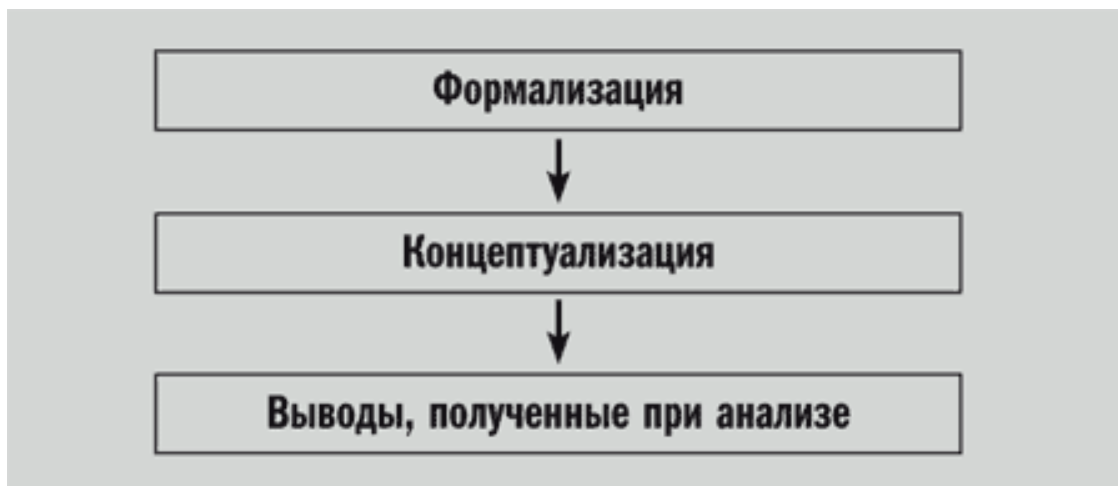 Формализация
Концептуализация
Выводы, полученные при анализе